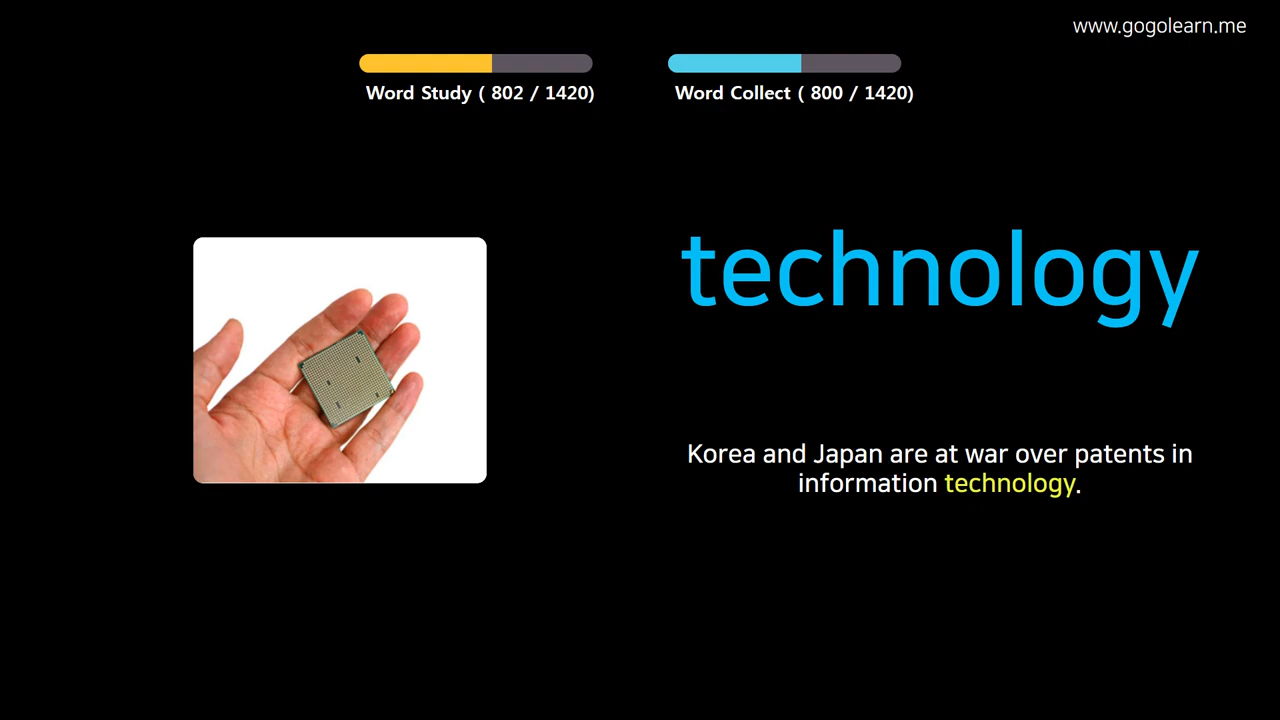 www.gogolearn.me
Word Study ( 802 / 1420)
Word Collect ( 800 / 1420)
technology
Korea and Japan are at war over patents in
information technology.